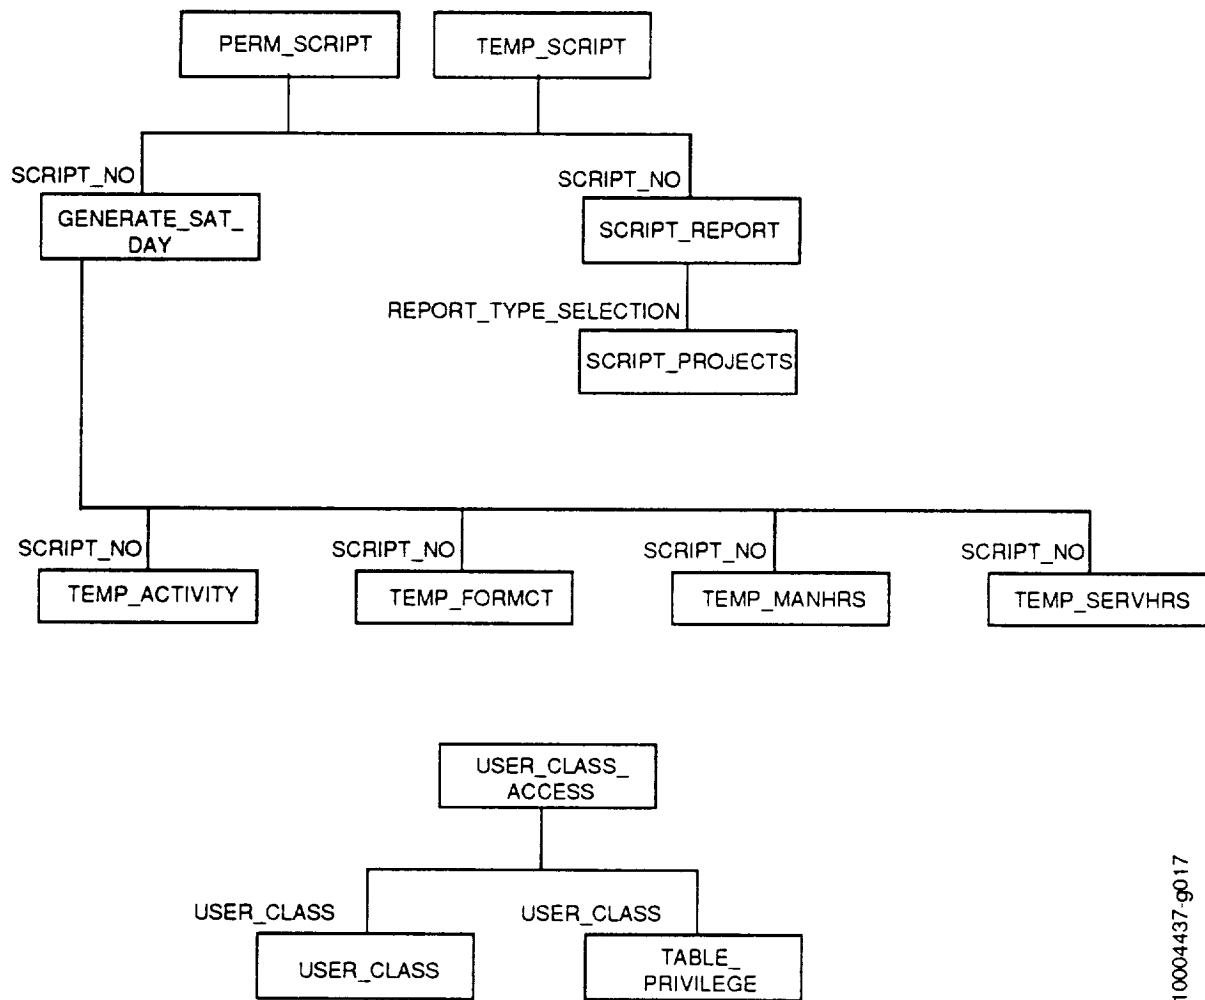 PERM_SCRIPT
TEMP_SCRIPT
SCRIPT_NO
SCRIPT_NO
GENERATE_SAT_
DAY
SCRIPT_REPORT
REPORT_TYPE_SELECTION
SCRIPT_PROJECTS
SCRIPT_NO
SCRIPT_NO
SCRIPT_NO
SCRIPT_NO
TEMP_ACTIVITY
TEMP_FORMCT
TEMP_MANHRS
TEMP_SERVHRS
USER_CLASS_
ACCESS
USER_CLASS
USER_CLASS
USER_CLASS
TABLE_
PRIVILEGE
10004437-g017